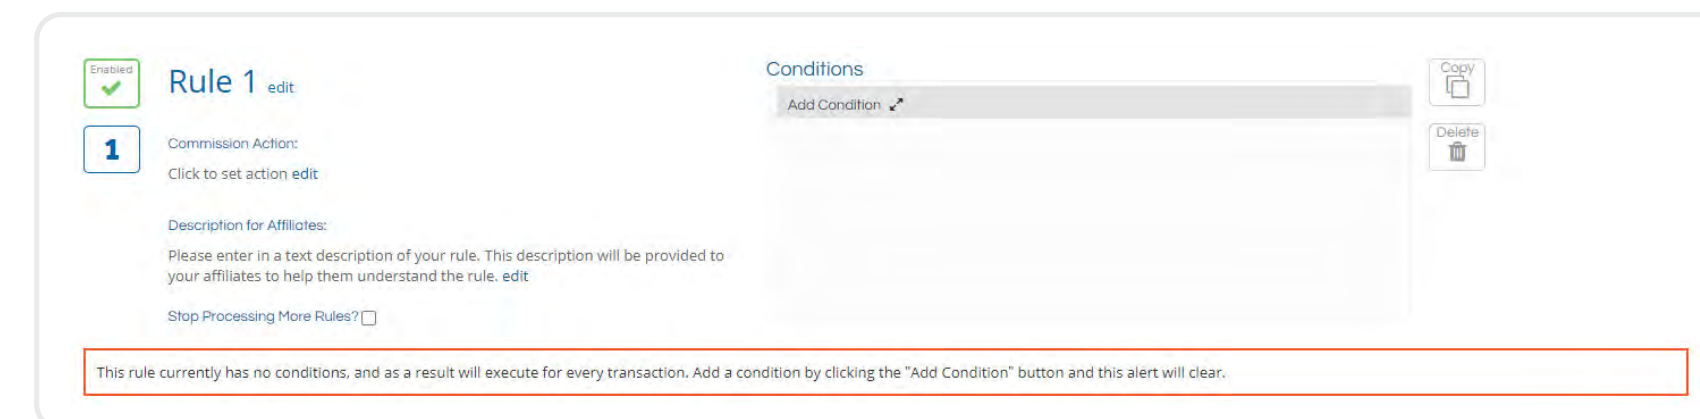 Enabled
Rule 1 edit
1
Commission Action:
Click to set action edit
Description for Affiliates:
Please enter in a text description of your rule. This description will be provided to
your affiliates to help them understand the rule. edit
Stop Processing More Rules?
Conditions
Add Condition
Copy
Delete
This rule currently has no conditions, and as a result will execute for every transaction. Add a condition by clicking the "Add Condition" button and this alert will clear.